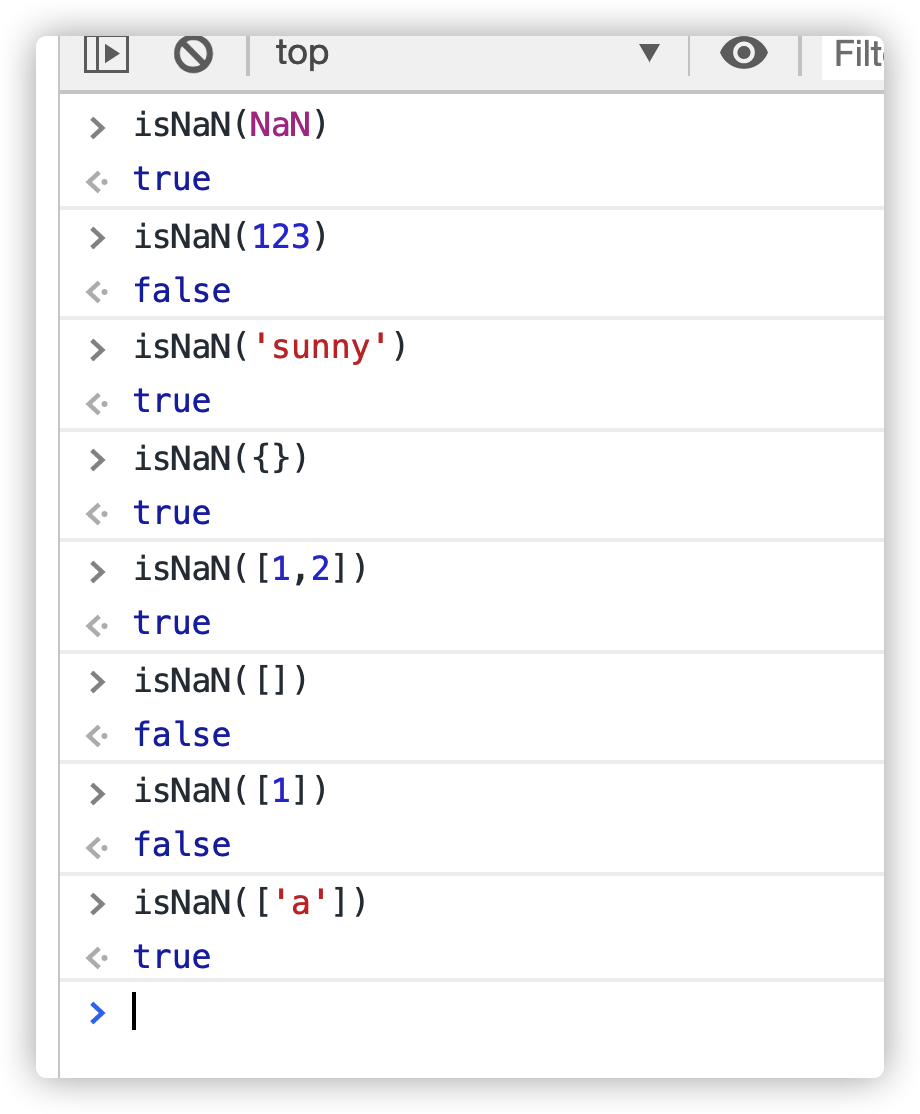 top Filt
> isNaN(NaN)
<· true
> isNaN(123)
<· false
> isNaN('sunny')
<· true
> isNaN({})
<· true
> isNaN([1,2])
<· true
> isNaN([])
<· false
> isNaN([1])
<· false
> isNaN(['a'])
<· true
>